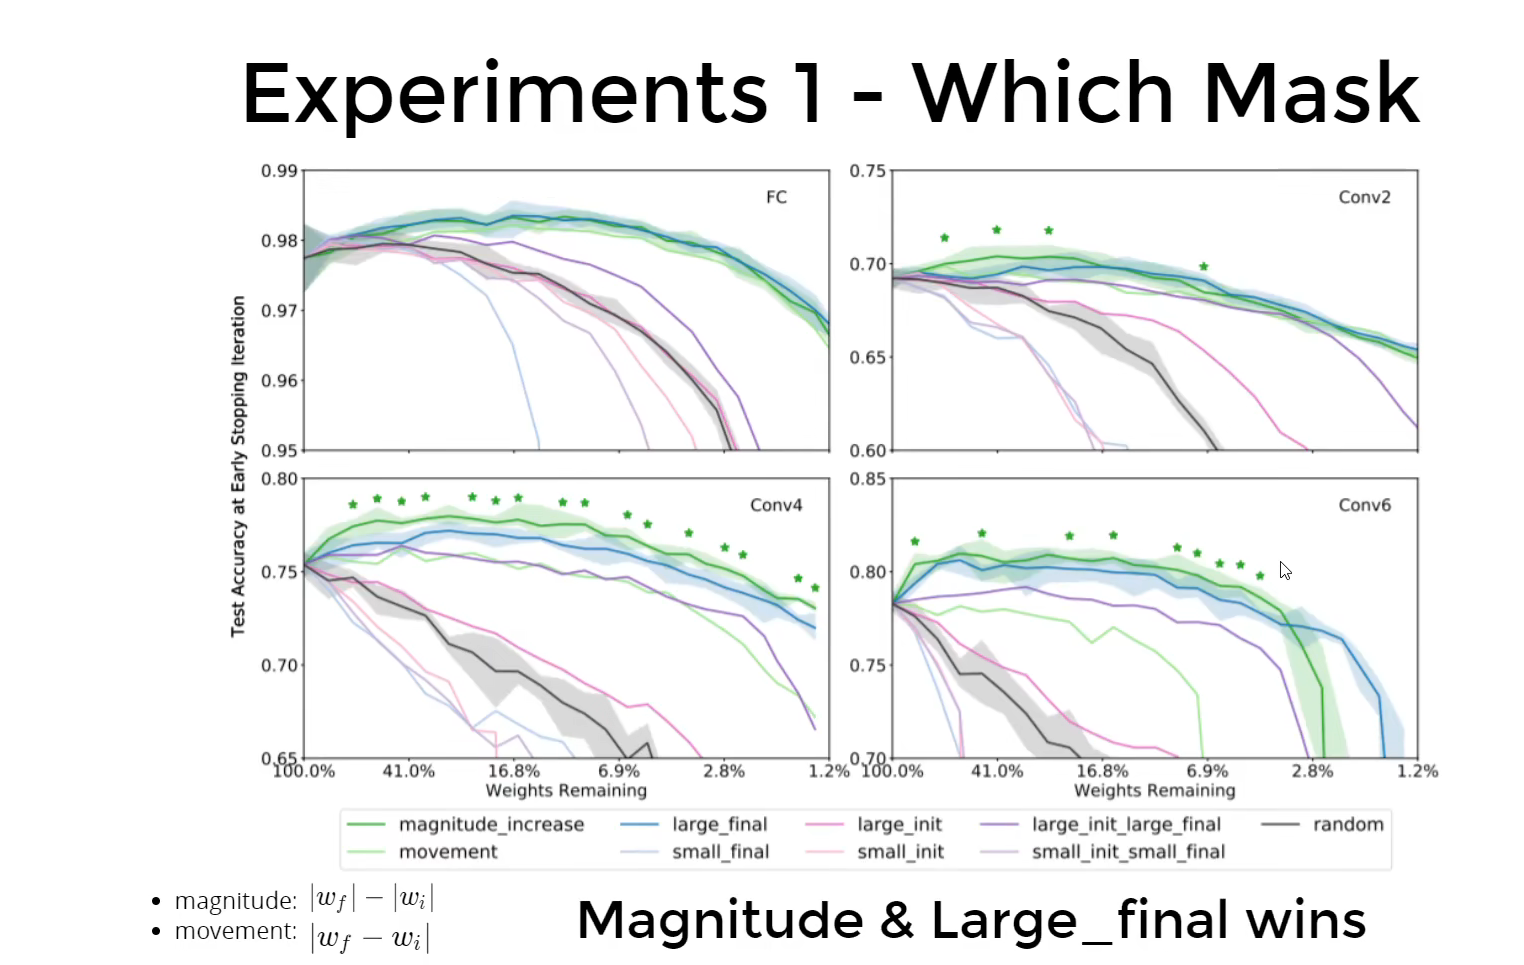 Experiments 1 - Which Mask
Test Accuracy at Early Stopping Iteration
FC
0.99
0.98
0.97
0.96
0.95
Conv2
0.75
0.70
0.65
0.60
Conv4
0.80
0.75
0.70
0.65
100.0% 41.0% 16.8% 6.9% 2.8% 1.2%
Weights Remaining
Conv6
0.85
0.80
0.75
0.70
100.0% 41.0% 16.8% 6.9% 2.8% 1.2%
Weights Remaining
magnitude_increase large_final large_init large_init_large_final random
movement small_final small_init small_init_small_final
• magnitude: |w_f| − |w_i|
• movement: |w_f − w_i|
Magnitude & Large_final wins